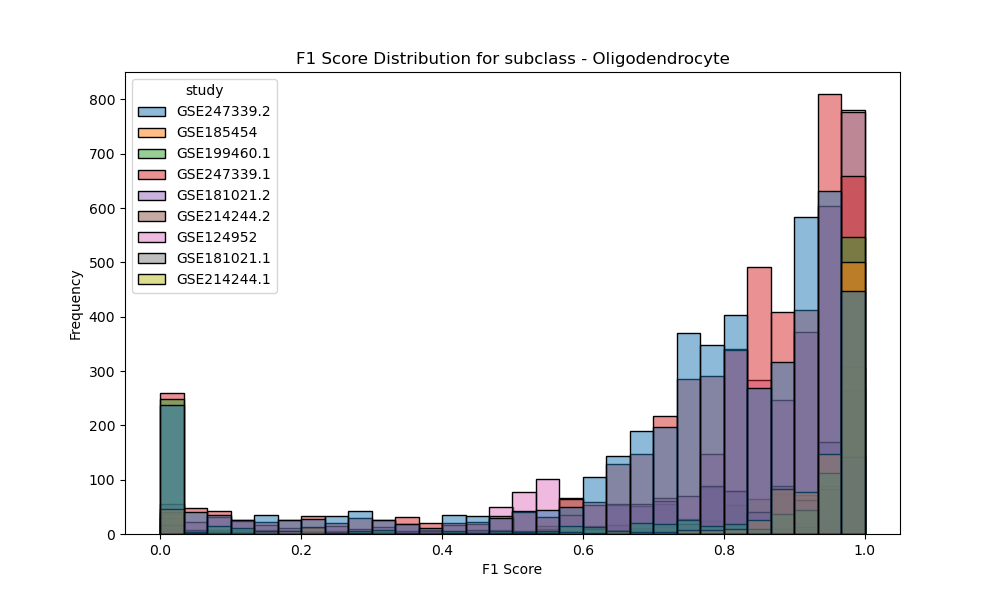 F1 Score Distribution for subclass - Oligodendrocyte
study
GSE247339.2
GSE185454
GSE199460.1
GSE247339.1
GSE181021.2
GSE214244.2
GSE124952
GSE181021.1
GSE214244.1
Frequency
800
700
600
500
400
300
200
100
0
0.0 0.2 0.4 0.6 0.8 1.0
F1 Score